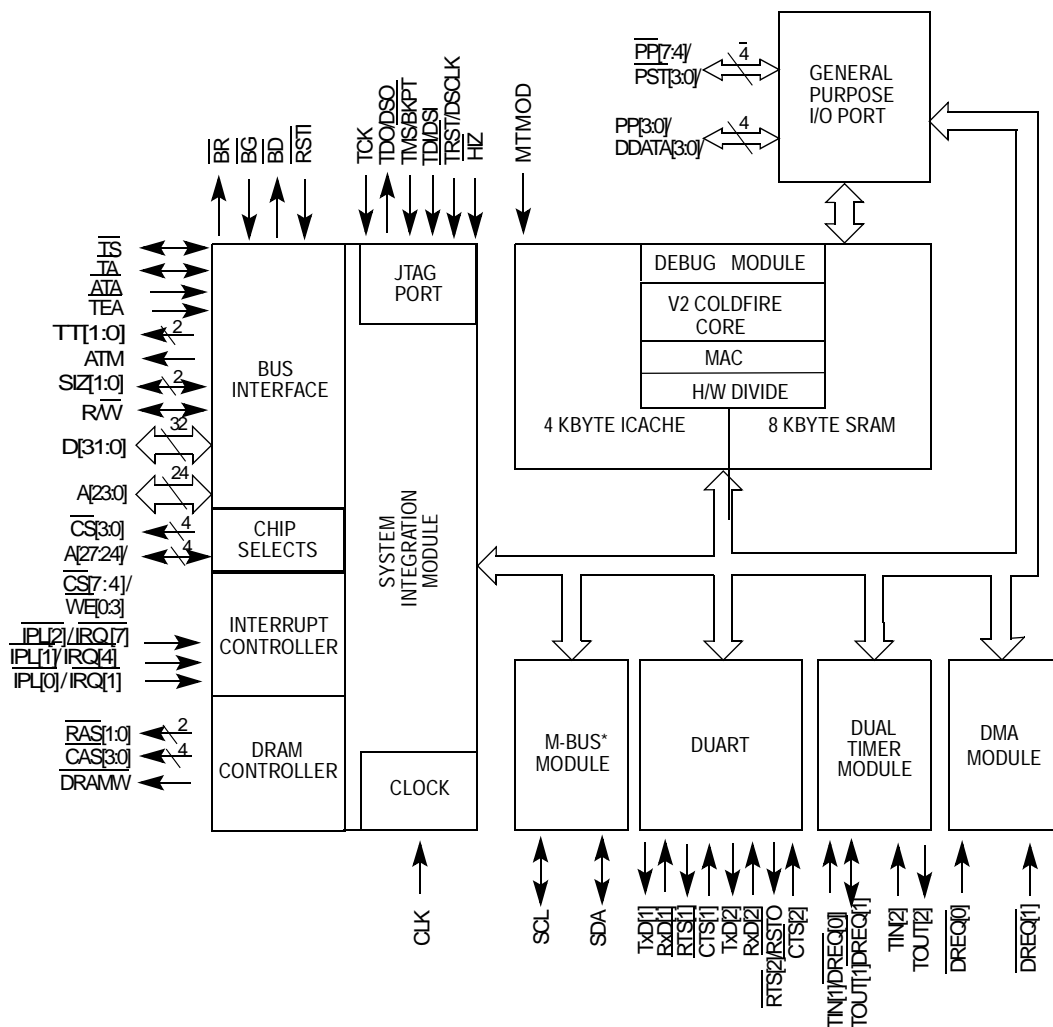 PP[7:4]/
PST[3:0]/
4
PP[3:0]/
DDATA[3:0]/
4
GENERAL
PURPOSE
I/O PORT
BR
BG
BD
RSTI
TCK
TDO/DSO
TMS/BKPT
TDI/DSI
TRST/DSCLK
HIZ
MTMOD
TS
TA
ATA
TEA
TT[1:0]
2
ATM
SIZ[1:0]
2
R/W
D[31:0]
32
A[23:0]
24
CS[3:0]
4
A[27:24]/
4
CS[7:4]/
WE[0:3]
IPL[2]/IRQ[7]
IPL[1]/IRQ[4]
IPL[0]/IRQ[1]
RAS[1:0]
2
CAS[3:0]
4
DRAMW
BUS
INTERFACE
CHIP
SELECTS
INTERRUPT
CONTROLLER
DRAM
CONTROLLER
JTAG
PORT
SYSTEM
INTEGRATION
MODULE
CLOCK
CLK
DEBUG MODULE
V2 COLDFIRE
CORE
MAC
H/W DIVIDE
4 KBYTE ICACHE
8 KBYTE SRAM
M-BUS*
MODULE
DUART
DUAL
TIMER
MODULE
DMA
MODULE
SCL
SDA
TxD[1]
RxD[1]
RTS[1]
CTS[1]
TxD[2]
RxD[2]
RTS[2]/RSTO
CTS[2]
TIN[1]/DREQ[0]
TOUT[1]DREQ[1]
TIN[2]
TOUT[2]
DREQ[0]
DREQ[1]